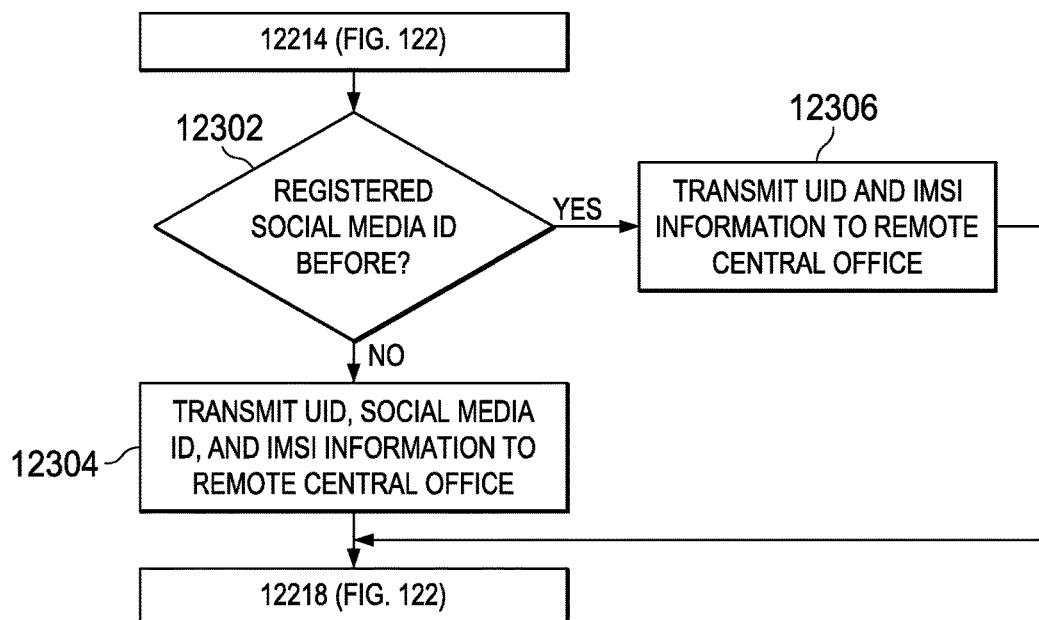 12214 (FIG. 122)
12302
REGISTERED
SOCIAL MEDIA ID
BEFORE?
YES
12306
TRANSMIT UID AND IMSI
INFORMATION TO REMOTE
CENTRAL OFFICE
NO
12304
TRANSMIT UID, SOCIAL MEDIA
ID, AND IMSI INFORMATION TO
REMOTE CENTRAL OFFICE
12218 (FIG. 122)